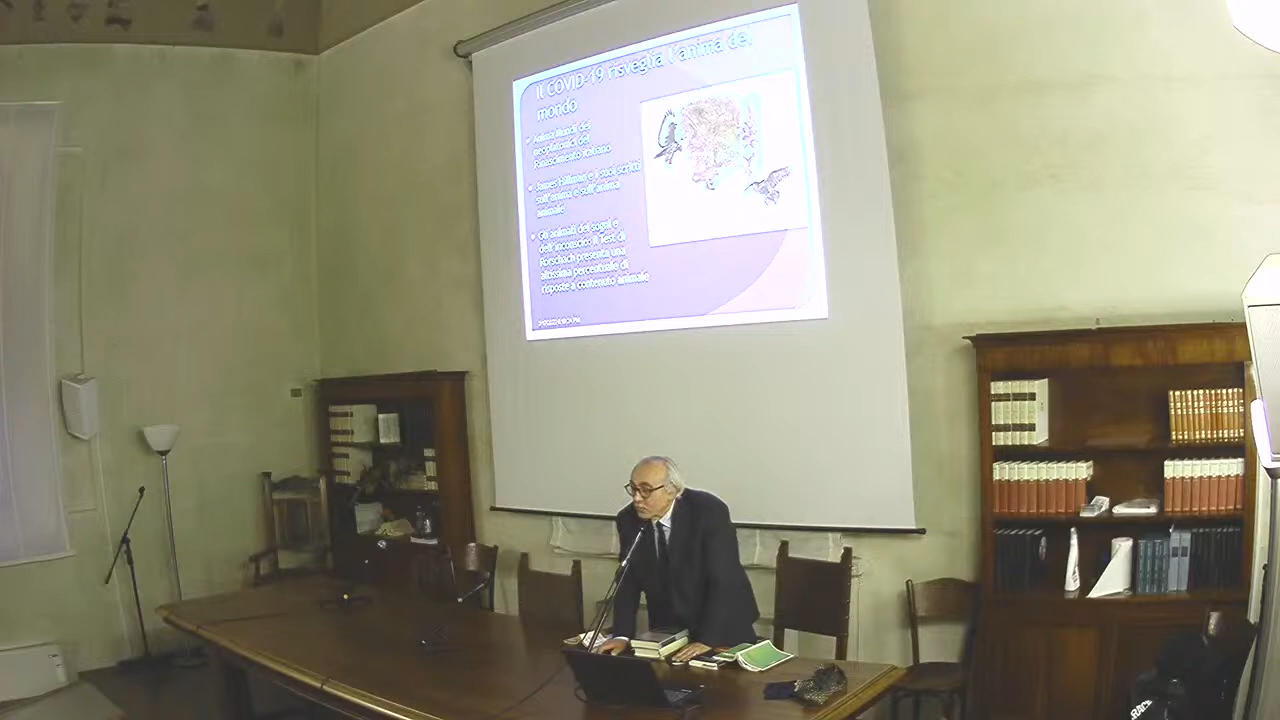 Il COVID-19 risveglia l'anima del
mondo
Anima Mundi dei
neoplatonici del
Rinascimento italiano
James Hillman e i suoi scritti
sull'anima e sull'anima
animale
Gli animali dei sogni e
dell'inconscio Il Test di
Rorschach presenta una
altissima percentuale di
risposte a contenuto animale